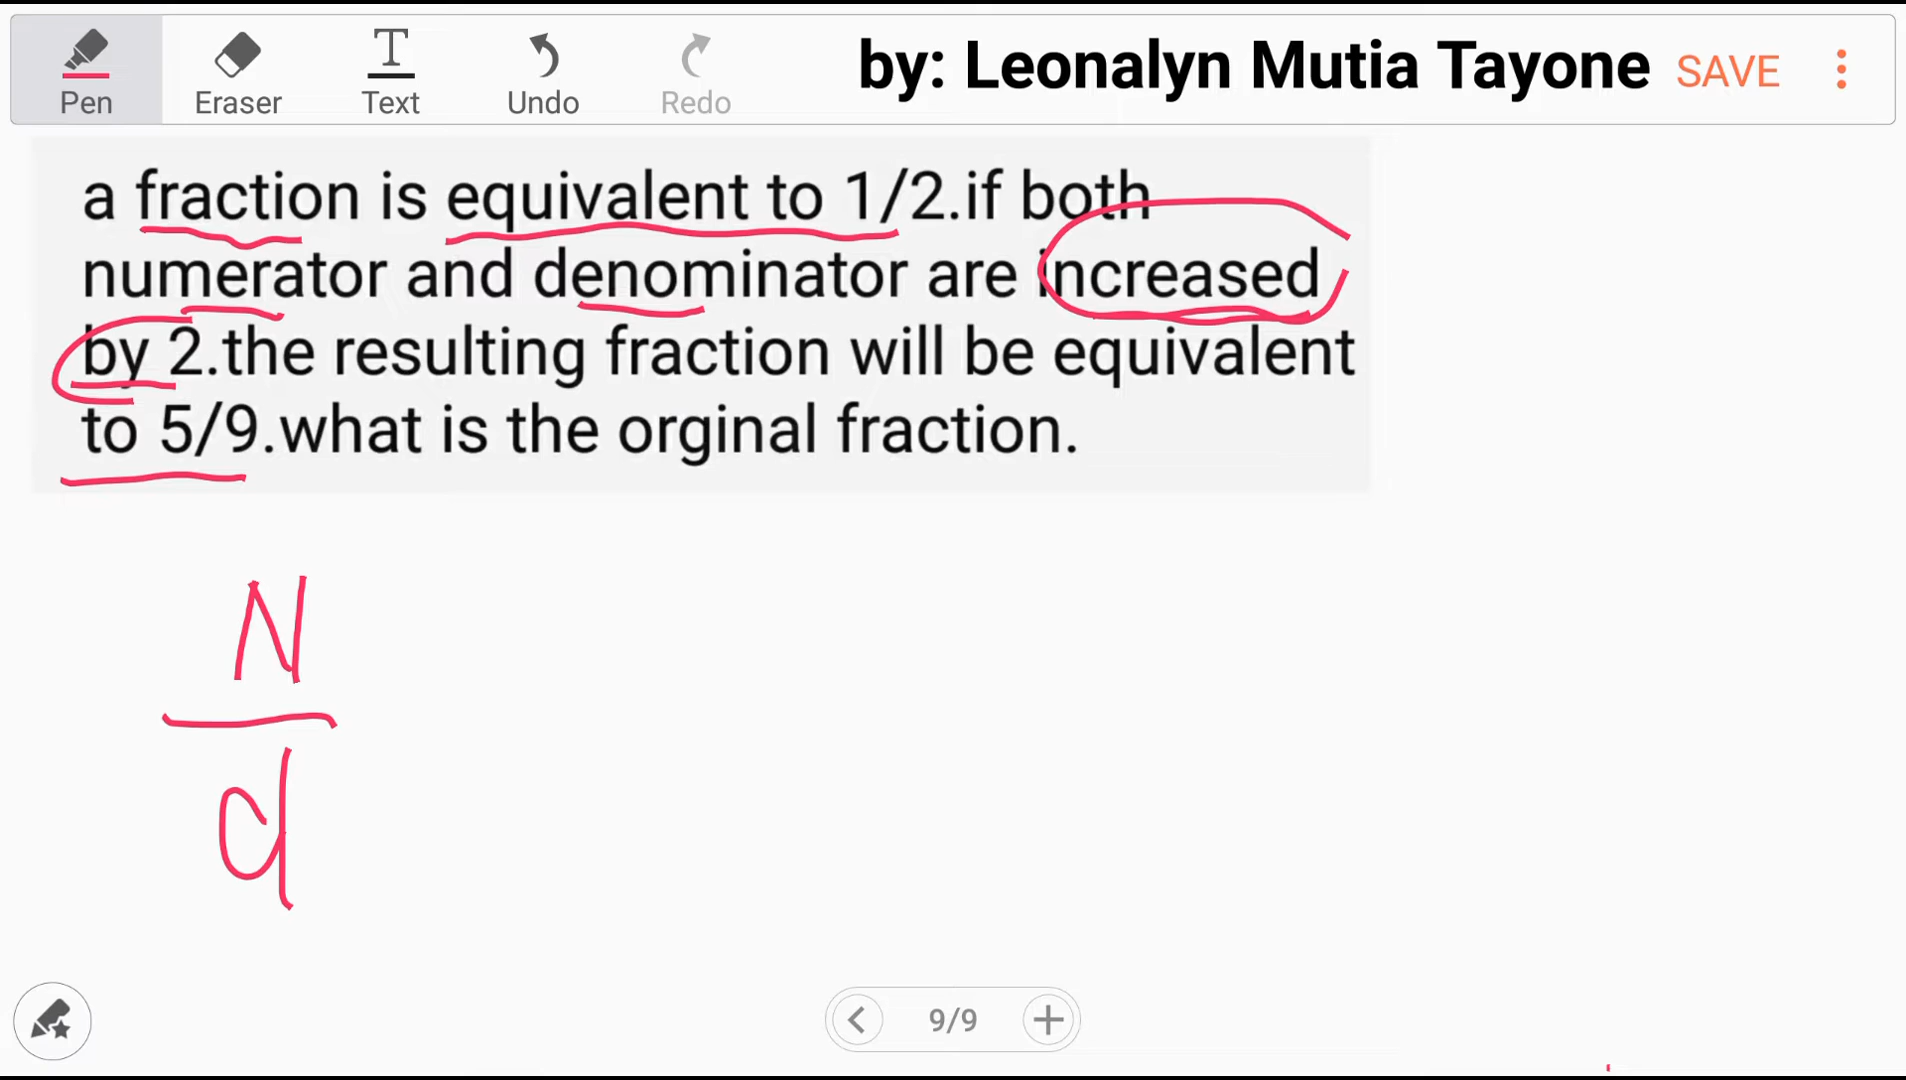 Pen
Eraser
T
Text
Undo
Redo
by: Leonalyn Mutia Tayone
SAVE
a fraction is equivalent to 1/2.if both
numerator and denominator are increased
by 2.the resulting fraction will be equivalent
to 5/9.what is the orginal fraction.
N
d
9/9